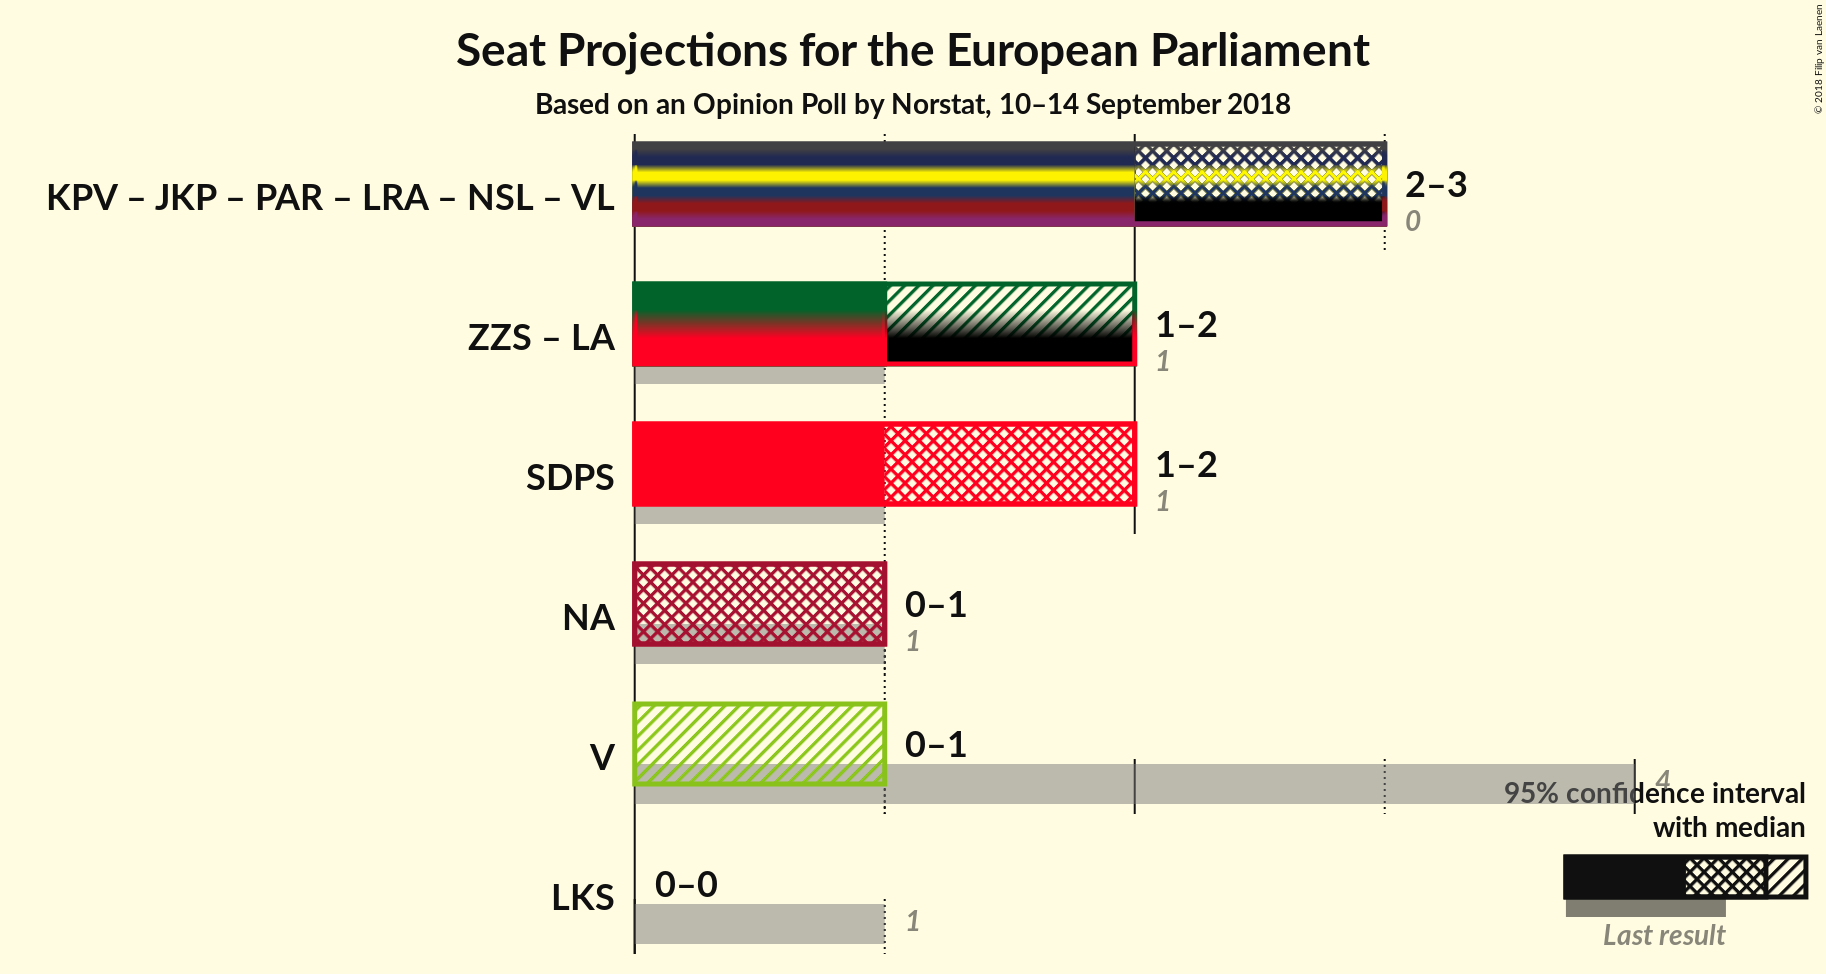 Seat Projections for the European Parliament
Based on an Opinion Poll by Norstat, 10–14 September 2018
© 2018 Filip van Laenen
KPV – JKP – PAR – LRA – NSL – VL
2–3
0
ZZS – LA
1–2
1
SDPS
1–2
1
NA
0–1
1
V
0–1
4
LKS
0–0
1
95% confidence interval
with median
Last result